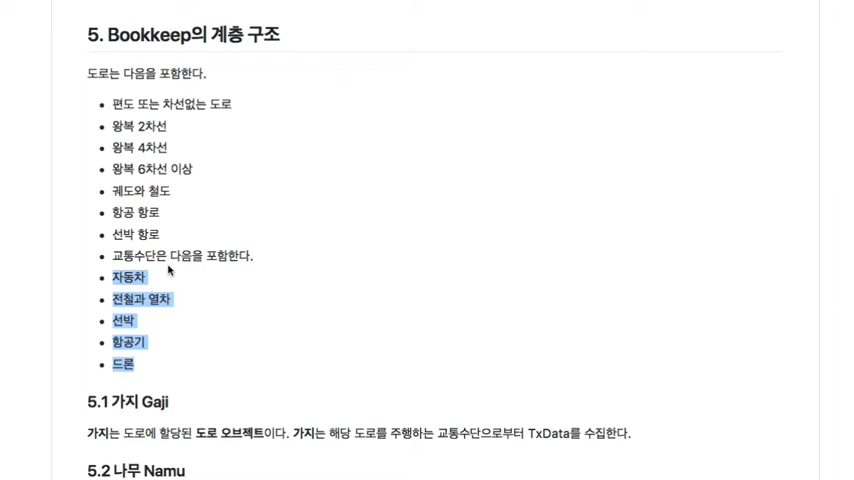 5. Bookkeep의 계층 구조
도로는 다음을 포함한다.
편도 또는 차선없는 도로
왕복 2차선
왕복 4차선
왕복 6차선 이상
궤도와 철도
항공 항로
선박 항로
교통수단은 다음을 포함한다.
자동차
전철과 열차
선박
항공기
드론
5.1 가지 Gaji
가지는 도로에 할당된 도로 오브젝트이다. 가지는 해당 도로를 주행하는 교통수단으로부터 TxData를 수집한다.
5.2 나무 Namu